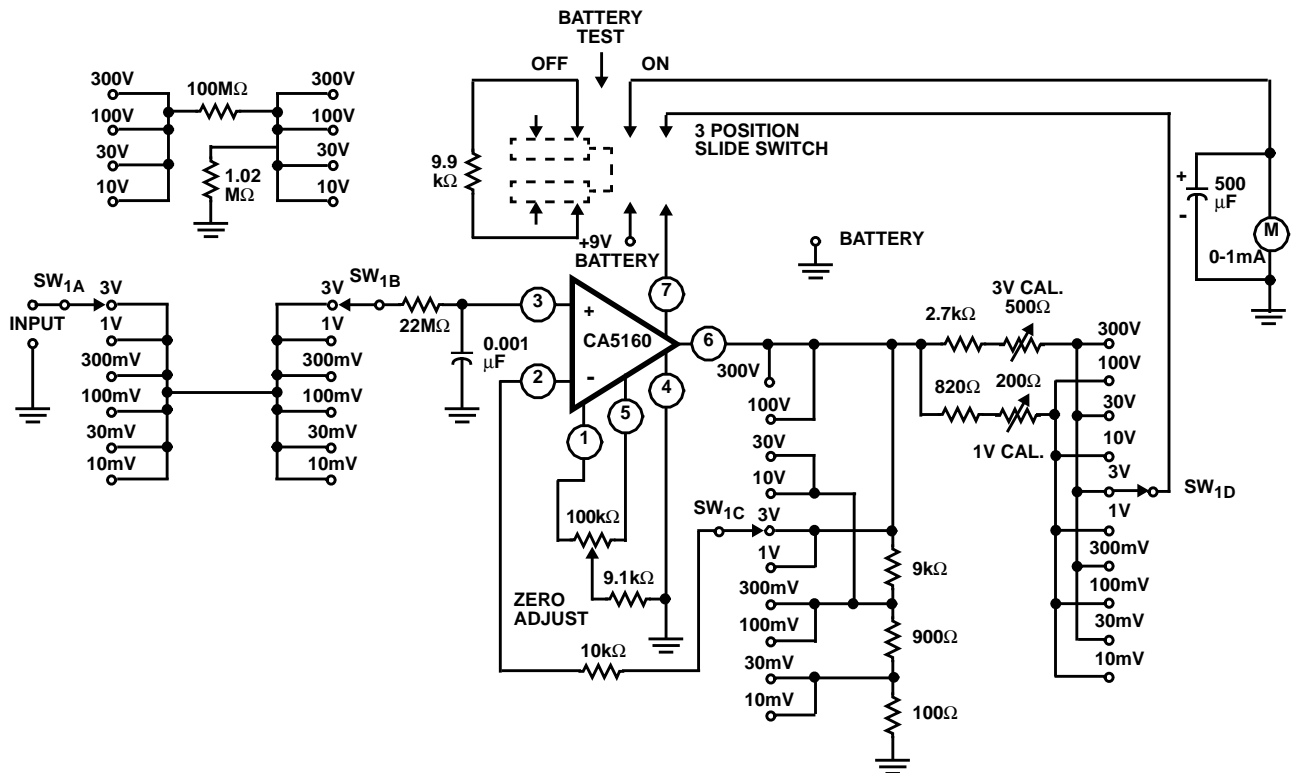 BATTERY
TEST
OFF
ON
300V
100V
30V
10V
100MΩ
1.02
MΩ
300V
100V
30V
10V
9.9
kΩ
3 POSITION
SLIDE SWITCH
+9V
BATTERY
BATTERY
+
-
500
µF
M
0-1mA
SW1A
INPUT
3V
1V
300mV
100mV
30mV
10mV
3V
1V
300mV
100mV
30mV
10mV
SW1B
22MΩ
0.001
µF
3
2
+
-
CA5160
7
6
4
5
1
100kΩ
ZERO
ADJUST
9.1kΩ
10kΩ
SW1C
300V
100V
30V
10V
3V
1V
300mV
100mV
30mV
10mV
9kΩ
900Ω
100Ω
2.7kΩ
3V CAL.
500Ω
820Ω
200Ω
1V CAL.
300V
100V
30V
10V
3V
1V
300mV
100mV
30mV
10mV
SW1D